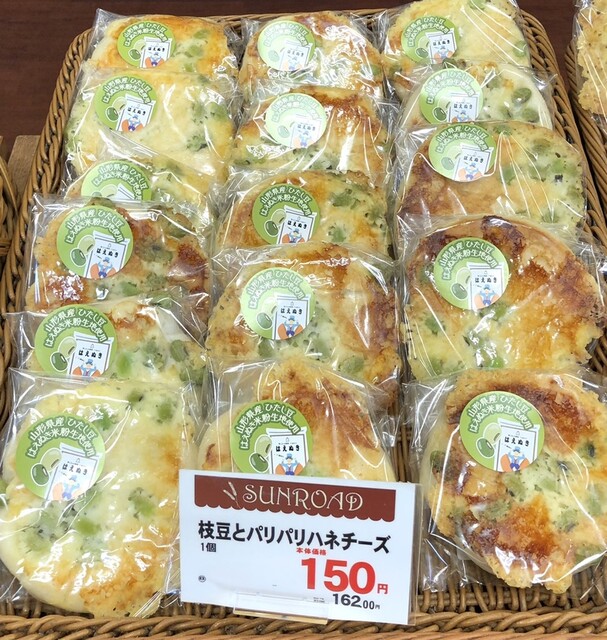 山形県産 ひたし豆
はえぬき米粉生地使用
はえぬき
SUNROAD
枝豆とパリパリハネチーズ
1個
本体価格
150円
162.00円